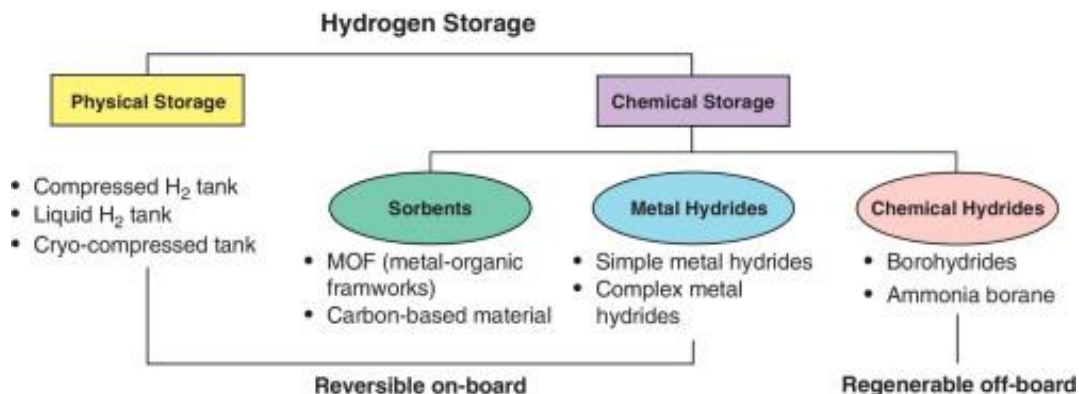 Hydrogen Storage
Physical Storage
Chemical Storage
• Compressed H₂ tank
• Liquid H₂ tank
• Cryo-compressed tank
Sorbents
• MOF (metal-organic
framworks)
• Carbon-based material
Metal Hydrides
• Simple metal hydrides
• Complex metal
hydrides
Chemical Hydrides
• Borohydrides
• Ammonia borane
Reversible on-board
Regenerable off-board